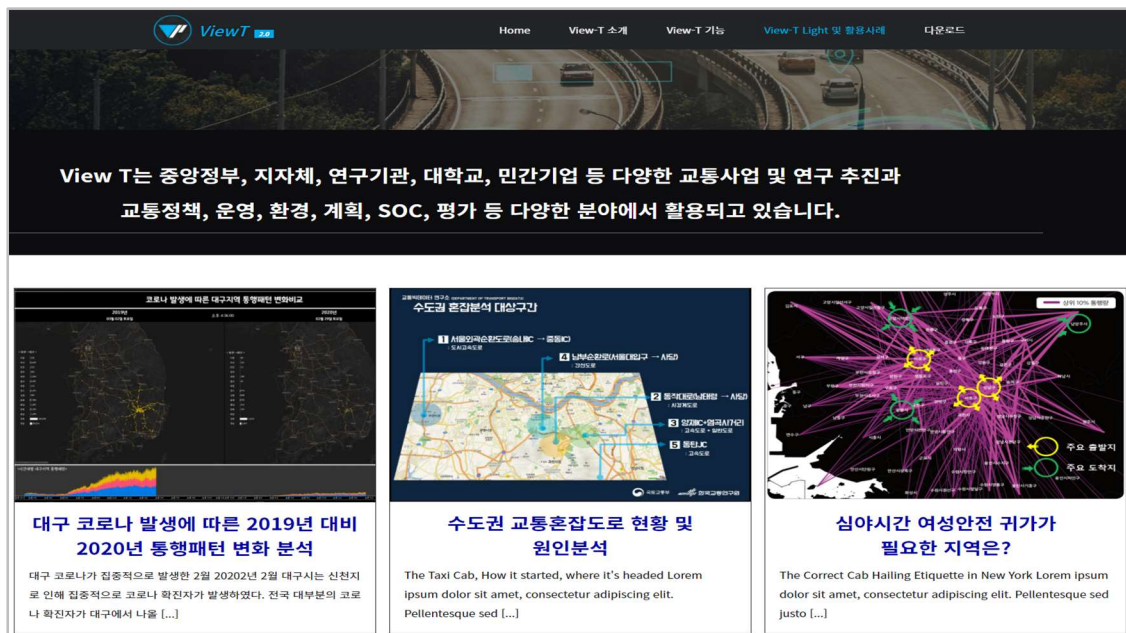 ViewT 2.0
Home View-T 소개 View-T 기능 View-T Light 및 활용사례 다운로드
View T는 중앙정부, 지자체, 연구기관, 대학교, 민간기업 등 다양한 교통사업 및 연구 추진과
교통정책, 운영, 환경, 계획, SOC, 평가 등 다양한 분야에서 활용되고 있습니다.
코로나 발생에 따른 대구지역 통행패턴 변화비교
2019년
2020년
교통빅데이터 연구소 (DEPARTMENT OF TRANSPORT BIGDATA)
수도권 혼잡분석 대상구간
1 서울외곽순환도로(송내IC → 중동IC)
: 도시고속도로
4 남부순환로(서울대입구 → 사당)
: 간선도로
2 동작대로(남태령 → 사당)
: 시경계도로
3 양재IC+염곡사거리
: 고속도로 + 일반도로
5 동탄JC
: 고속도로
국토교통부 한국교통연구원
상위 10% 통행량
남양주시
주요 출발지
주요 도착지
대구 코로나 발생에 따른 2019년 대비
2020년 통행패턴 변화 분석
대구 코로나가 집중적으로 발생한 2월 20202년 2월 대구시는 신천지
로 인해 집중적으로 코로나 확진자가 발생하였다. 전국 대부분의 코로
나 확진자가 대구에서 나올 [...]
수도권 교통혼잡도로 현황 및
원인분석
The Taxi Cab, How it started, where it's headed Lorem
ipsum dolor sit amet, consectetur adipiscing elit.
Pellentesque sed [...]
심야시간 여성안전 귀가가
필요한 지역은?
The Correct Cab Hailing Etiquette in New York Lorem ipsum
dolor sit amet, consectetur adipiscing elit. Pellentesque sed
justo [...]